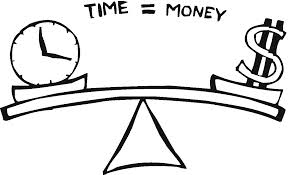 TIME = MONEY
$